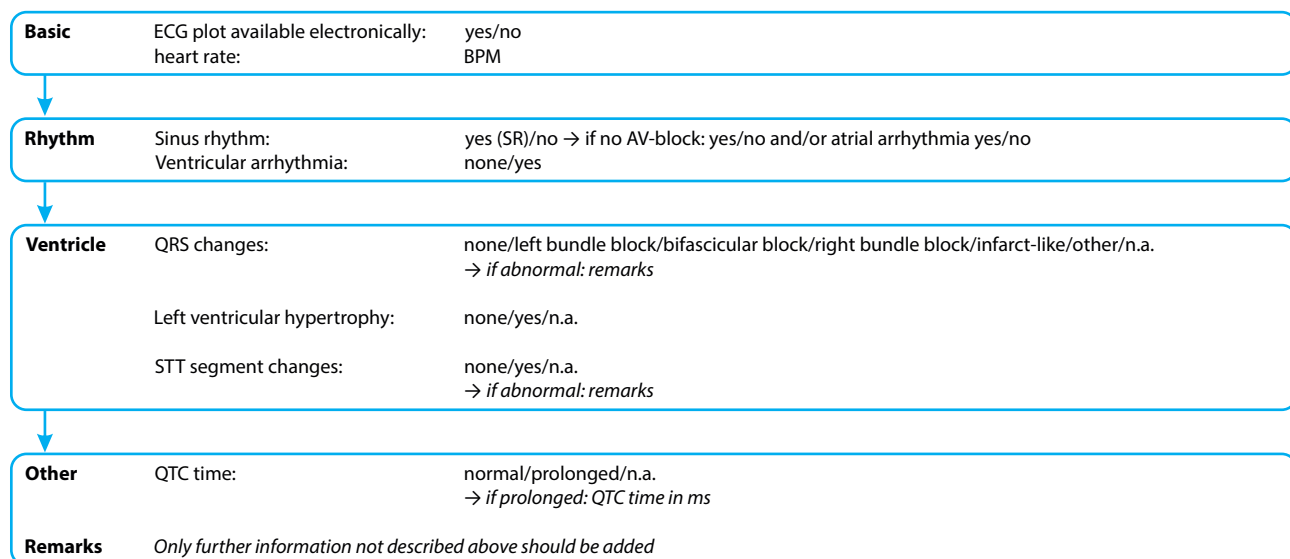 Basic ECG plot available electronically: yes/no
heart rate: BPM
Rhythm Sinus rhythm: yes (SR)/no → if no AV-block: yes/no and/or atrial arrhythmia yes/no
Ventricular arrhythmia: none/yes
Ventricle QRS changes: none/left bundle block/bifascicular block/right bundle block/infarct-like/other/n.a.
→ if abnormal: remarks
Left ventricular hypertrophy: none/yes/n.a.
STT segment changes: none/yes/n.a.
→ if abnormal: remarks
Other QTC time: normal/prolonged/n.a.
→ if prolonged: QTC time in ms
Remarks Only further information not described above should be added